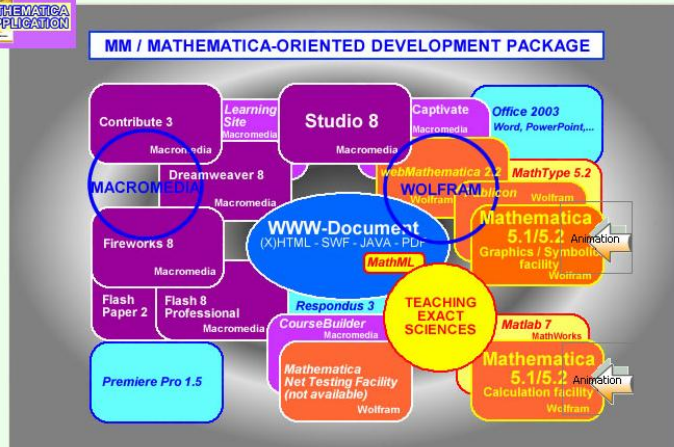 MATHEMATICA
APPLICATION
MM / MATHEMATICA-ORIENTED DEVELOPMENT PACKAGE
Contribute 3
Macromedia
Learning
Site
Macromedia
Studio 8
Macromedia
Captivate
Macromedia
Office 2003
Word, PowerPoint,...
MACROMEDIA
Dreamweaver 8
Macromedia
webMathematica 2.2
Wolfram
WOLFRAM
Wolfram
MathType 5.2
Fireworks 8
Macromedia
WWW-Document
(X)HTML - SWF - JAVA - PDF
MathML
Mathematica
5.1/5.2
Graphics / Symbolic
facility
Wolfram
Animation
Flash
Paper 2
Flash 8
Professional
Macromedia
Respondus 3
TEACHING
EXACT
SCIENCES
CourseBuilder
Macromedia
Matlab 7
MathWorks
Premiere Pro 1.5
Mathematica
Net Testing Facility
(not available)
Wolfram
Mathematica
5.1/5.2
Calculation facility
Wolfram
Animation